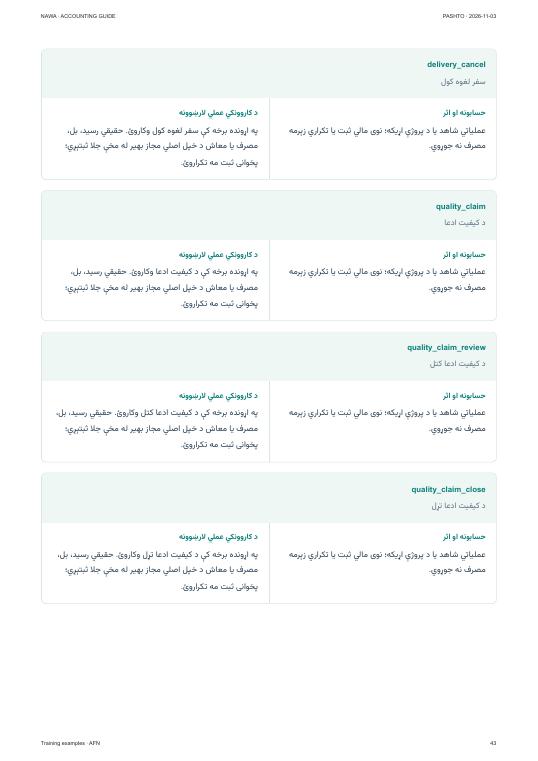 NAWA · ACCOUNTING GUIDE
PASHTO · 2026-11-03
delivery_cancel
سفر لغوه کول
حسابونه او اثر
عملیاتي شاهد یا د پروژې اړیکه؛ نوی مالي ثبت یا تکراري زېرمه
مصرف نه جوړوي.
د کاروونکي عملي لارښوونه
په اړونده برخه کې سفر لغوه کول وکاروئ. حقیقي رسید، بل،
مصرف یا معاش د خپل اصلي مجاز بهیر له مخې جلا ثبتېږي؛
پخوانی ثبت مه تکراروئ.
quality_claim
د کیفیت ادعا
حسابونه او اثر
عملیاتي شاهد یا د پروژې اړیکه؛ نوی مالي ثبت یا تکراري زېرمه
مصرف نه جوړوي.
د کاروونکي عملي لارښوونه
په اړونده برخه کې د کیفیت ادعا وکاروئ. حقیقي رسید، بل،
مصرف یا معاش د خپل اصلي مجاز بهیر له مخې جلا ثبتېږي؛
پخوانی ثبت مه تکراروئ.
quality_claim_review
د کیفیت ادعا کتل
حسابونه او اثر
عملیاتي شاهد یا د پروژې اړیکه؛ نوی مالي ثبت یا تکراري زېرمه
مصرف نه جوړوي.
د کاروونکي عملي لارښوونه
په اړونده برخه کې د کیفیت ادعا کتل وکاروئ. حقیقي رسید، بل،
مصرف یا معاش د خپل اصلي مجاز بهیر له مخې جلا ثبتېږي؛
پخوانی ثبت مه تکراروئ.
quality_claim_close
د کیفیت ادعا تړل
حسابونه او اثر
عملیاتي شاهد یا د پروژې اړیکه؛ نوی مالي ثبت یا تکراري زېرمه
مصرف نه جوړوي.
د کاروونکي عملي لارښوونه
په اړونده برخه کې د کیفیت ادعا تړل وکاروئ. حقیقي رسید، بل،
مصرف یا معاش د خپل اصلي مجاز بهیر له مخې جلا ثبتېږي؛
پخوانی ثبت مه تکراروئ.
Training examples · AFN
43